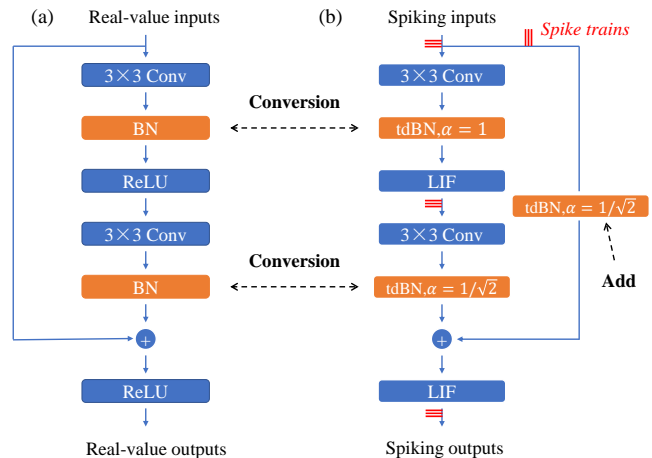 (a)
Real-value inputs
3×3 Conv
BN
ReLU
3×3 Conv
BN
+
ReLU
Real-value outputs
Conversion
Conversion
(b)
Spiking inputs
Spike trains
3×3 Conv
tdBN,α = 1
LIF
3×3 Conv
tdBN,α = 1/√2
+
LIF
Spiking outputs
tdBN,α = 1/√2
Add